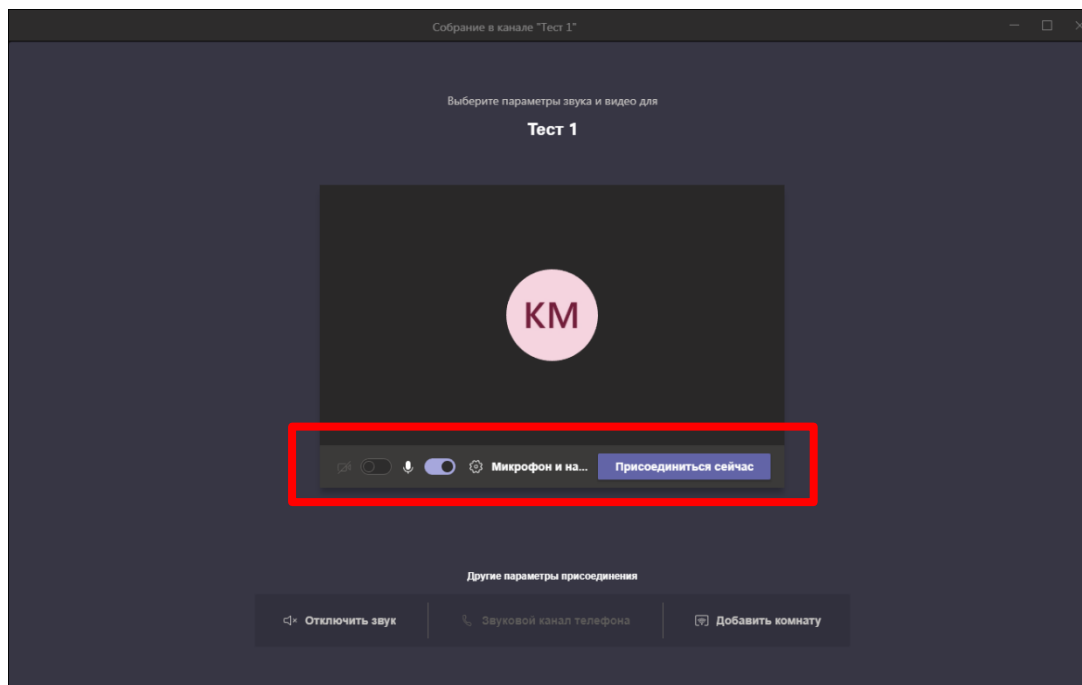 Собрание в канале "Тест 1"
Выберите параметры звука и видео для
Тест 1
КМ
Микрофон и на... Присоединиться сейчас
Другие параметры присоединения
Отключить звук Звуковой канал телефона Добавить комнату